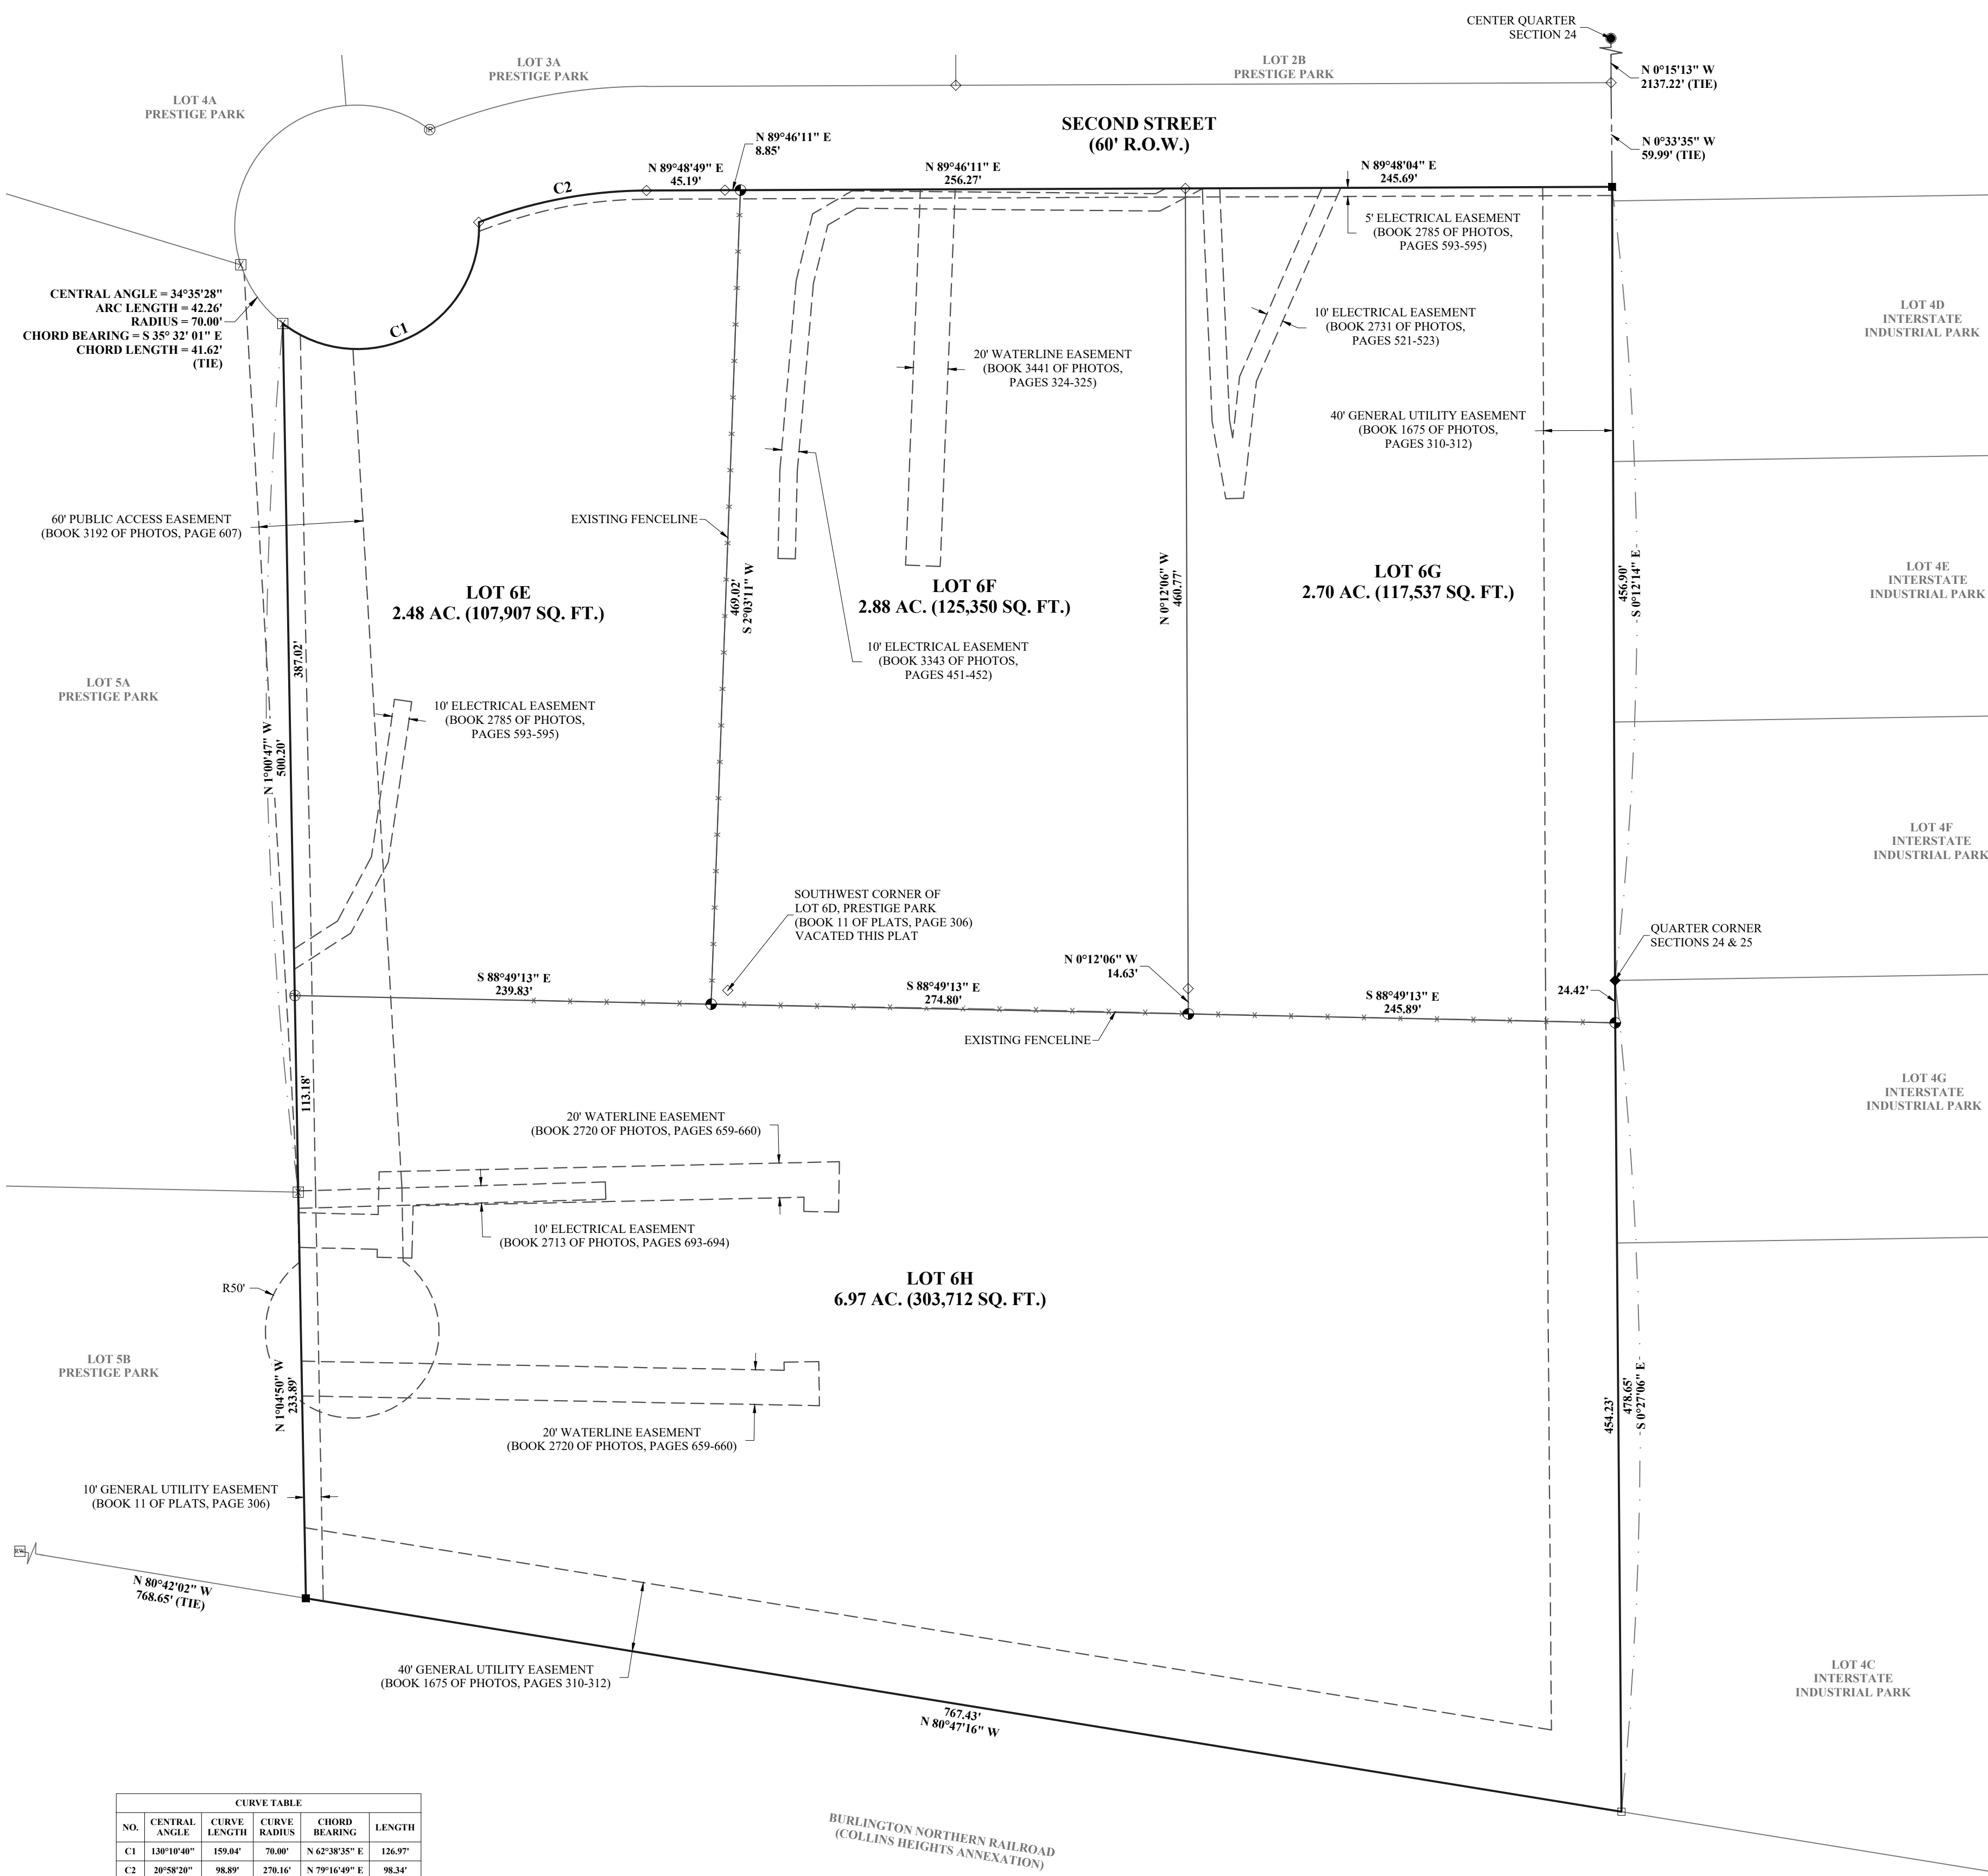 CENTER QUARTER
SECTION 24
LOT 3A
PRESTIGE PARK
LOT 2B
PRESTIGE PARK
N 0°15'13" W
2137.22' (TIE)
LOT 4A
PRESTIGE PARK
SECOND STREET
(60' R.O.W.)
N 89°46'11" E
8.85'
N 0°33'35" W
59.99' (TIE)
N 89°48'49" E
45.19'
N 89°46'11" E
256.27'
N 89°48'04" E
245.69'
C2
5' ELECTRICAL EASEMENT
(BOOK 2785 OF PHOTOS,
PAGES 593-595)
CENTRAL ANGLE = 34°35'28"
ARC LENGTH = 42.26'
RADIUS = 70.00'
CHORD BEARING = S 35° 32' 01" E
CHORD LENGTH = 41.62'
(TIE)
C1
LOT 4D
INTERSTATE
INDUSTRIAL PARK
10' ELECTRICAL EASEMENT
(BOOK 2731 OF PHOTOS,
PAGES 521-523)
20' WATERLINE EASEMENT
(BOOK 3441 OF PHOTOS,
PAGES 324-325)
40' GENERAL UTILITY EASEMENT
(BOOK 1675 OF PHOTOS,
PAGES 310-312)
60' PUBLIC ACCESS EASEMENT
(BOOK 3192 OF PHOTOS, PAGE 607)
EXISTING FENCELINE
LOT 6E
2.48 AC. (107,907 SQ. FT.)
469.02'
S 2°03'11" W
LOT 6F
2.88 AC. (125,350 SQ. FT.)
N 0°12'06" W
460.77'
LOT 6G
2.70 AC. (117,537 SQ. FT.)
456.90'
S 0°12'14" E
LOT 4E
INTERSTATE
INDUSTRIAL PARK
10' ELECTRICAL EASEMENT
(BOOK 3343 OF PHOTOS,
PAGES 451-452)
387.02'
LOT 5A
PRESTIGE PARK
10' ELECTRICAL EASEMENT
(BOOK 2785 OF PHOTOS,
PAGES 593-595)
N 1°00'47" W
500.20'
LOT 4F
INTERSTATE
INDUSTRIAL PARK
SOUTHWEST CORNER OF
LOT 6D, PRESTIGE PARK
(BOOK 11 OF PLATS, PAGE 306)
VACATED THIS PLAT
QUARTER CORNER
SECTIONS 24 & 25
N 0°12'06" W
14.63'
S 88°49'13" E
239.83'
S 88°49'13" E
274.80'
S 88°49'13" E
245.89'
24.42'
EXISTING FENCELINE
113.18'
LOT 4G
INTERSTATE
INDUSTRIAL PARK
20' WATERLINE EASEMENT
(BOOK 2720 OF PHOTOS, PAGES 659-660)
10' ELECTRICAL EASEMENT
(BOOK 2713 OF PHOTOS, PAGES 693-694)
R50'
LOT 6H
6.97 AC. (303,712 SQ. FT.)
LOT 5B
PRESTIGE PARK
N 1°04'50" W
233.89'
454.23'
478.65'
S 0°27'06" E
20' WATERLINE EASEMENT
(BOOK 2720 OF PHOTOS, PAGES 659-660)
10' GENERAL UTILITY EASEMENT
(BOOK 11 OF PLATS, PAGE 306)
RW
N 80°42'02" W
768.65' (TIE)
40' GENERAL UTILITY EASEMENT
(BOOK 1675 OF PHOTOS, PAGES 310-312)
767.43'
N 80°47'16" W
LOT 4C
INTERSTATE
INDUSTRIAL PARK
BURLINGTON NORTHERN RAILROAD
(COLLINS HEIGHTS ANNEXATION)
CURVE TABLE
NO. CENTRAL ANGLE CURVE LENGTH CURVE RADIUS CHORD BEARING LENGTH
C1 130°10'40" 159.04' 70.00' N 62°38'35" E 126.97'
C2 20°58'20" 98.89' 270.16' N 79°16'49" E 98.34'